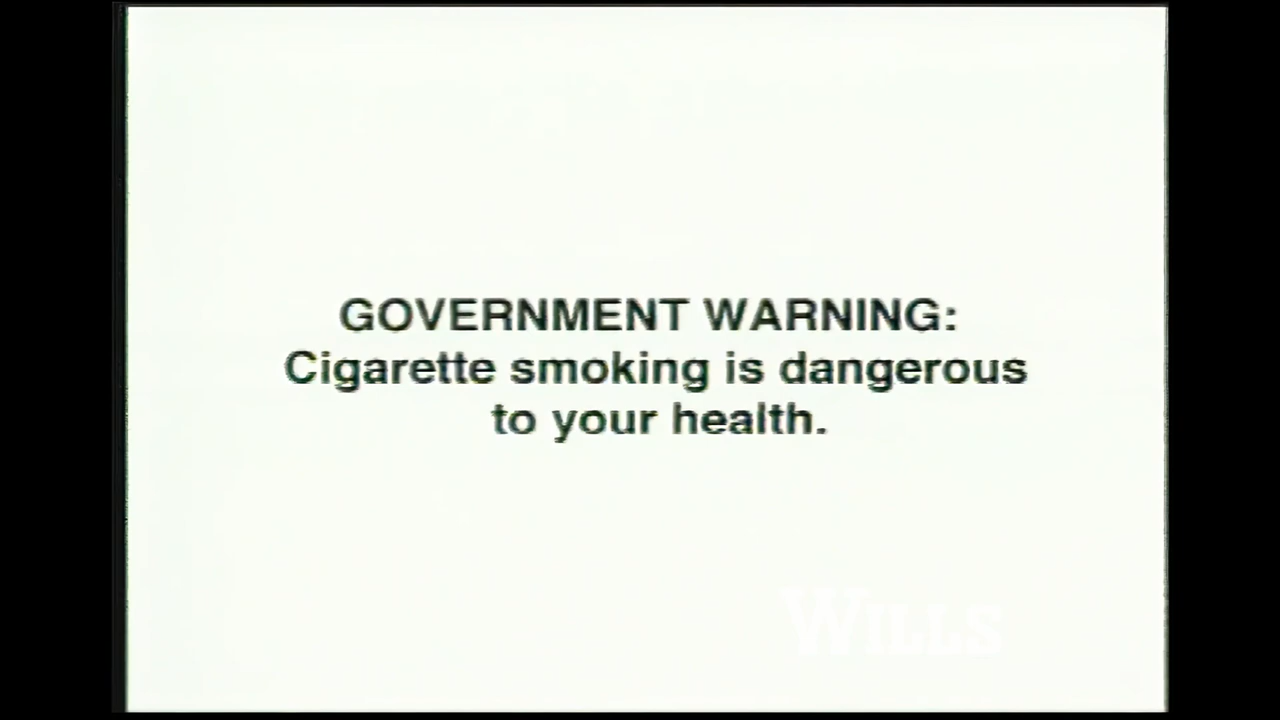 GOVERNMENT WARNING:
Cigarette smoking is dangerous
to your health.
WILLS